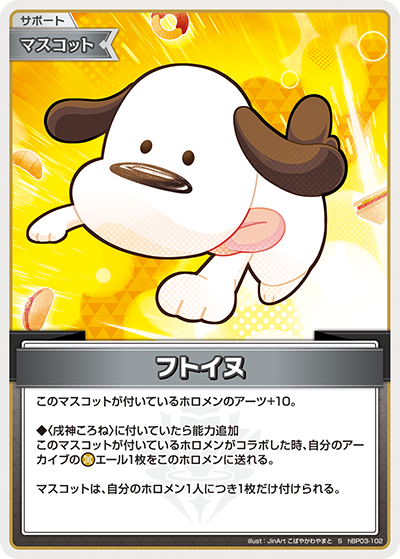 サポート
マスコット
フトイヌ
このマスコットが付いているホロメンのアーツ+10。
◆〈戌神ころね〉に付いていたら能力追加
このマスコットが付いているホロメンがコラボした時、自分のアー
カイブの エール1枚をこのホロメンに送れる。
マスコットは、自分のホロメン1人につき1枚だけ付けられる。
illust : JinArt こばやかわやまと S hBP03-102